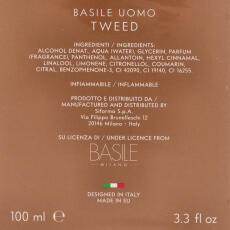 BASILE UOMO
TWEED
INGREDIENTI / INGREDIENTS:
ALCOHOL DENAT., AQUA (WATER), GLYCERIN, PARFUM
(FRAGRANCE), PANTHENOL, ALLANTOIN, HEXYL CINNAMAL,
LINALOOL, LIMONENE, CITRONELLOL, COUMARIN,
CITRAL, BENZOPHENONE-3, CI 42090, CI 19140, CI 16255.
INFIAMMABILE / INFLAMMABLE
PRODOTTO E DISTRIBUITO DA /
MANUFACTURED AND DISTRIBUTED BY
Siforma S.p.A.
Via Filippo Brunelleschi 12
20146 Milano - Italy
SU LICENZA DI / UNDER LICENCE FROM
BASILE
MILANO
DESIGNED IN ITALY
MADE IN EU
100 ml e 3.3 fl oz